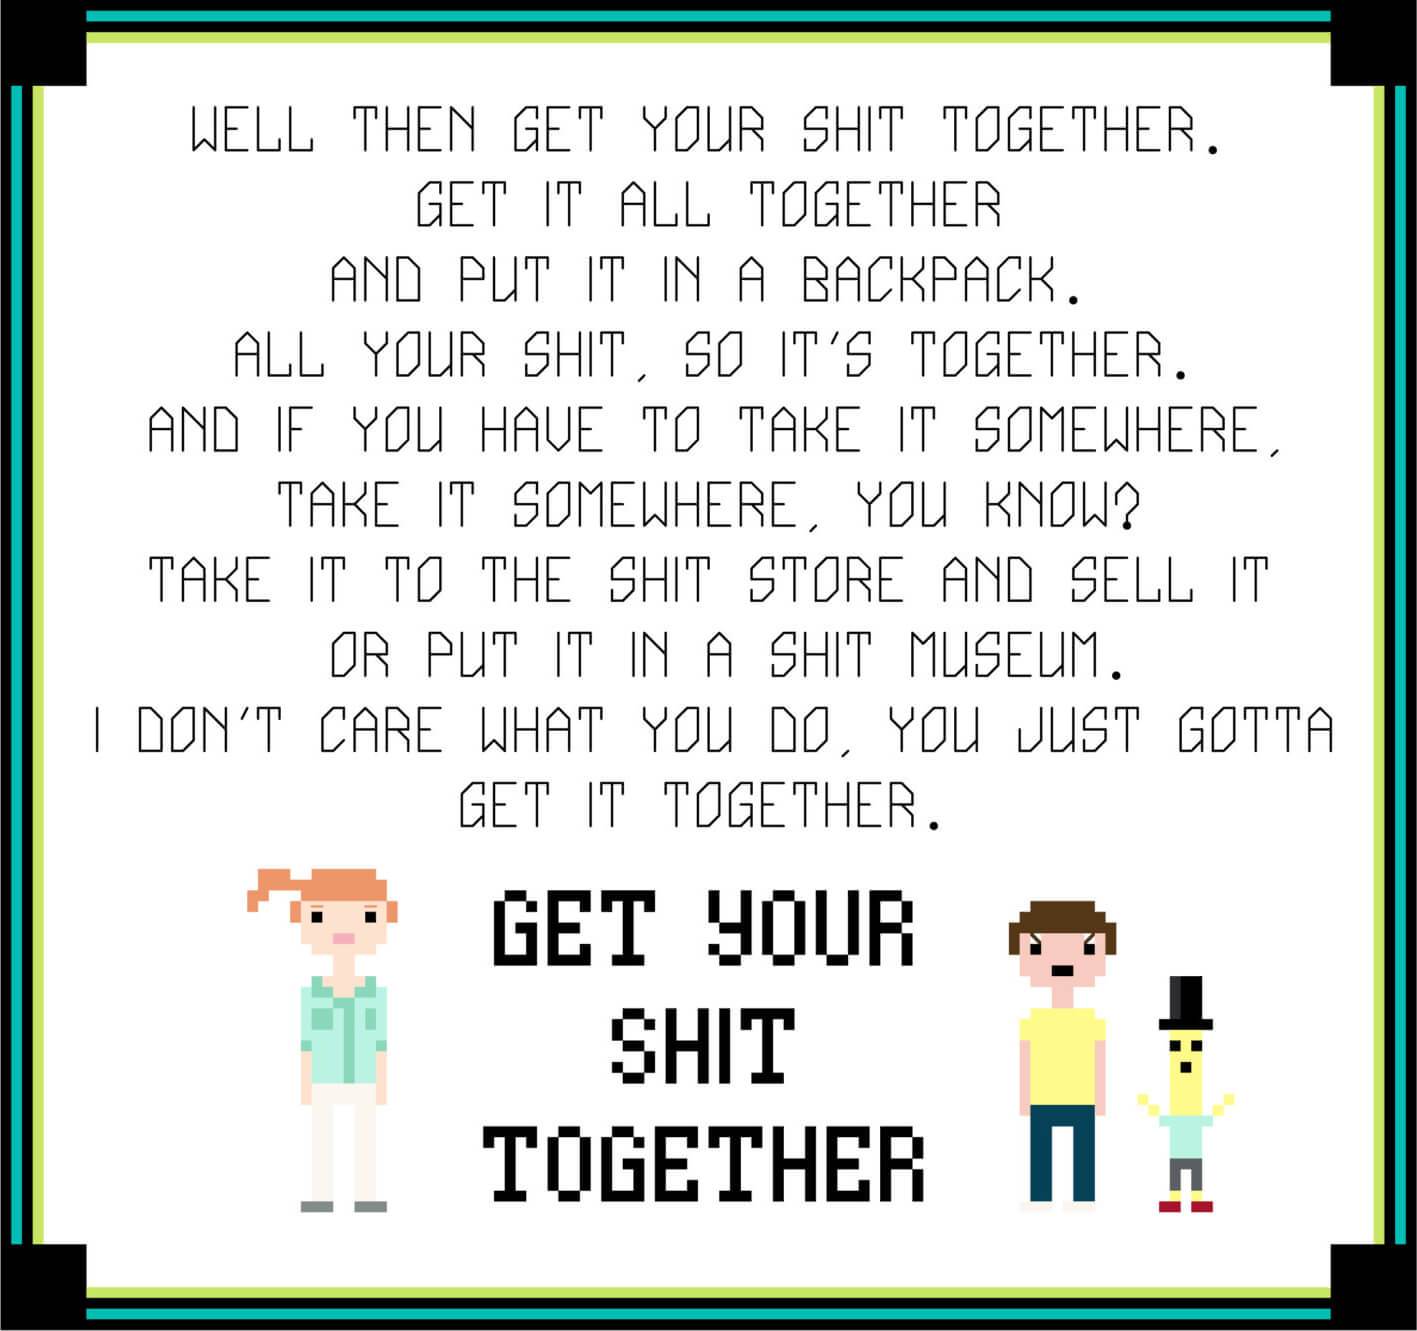 WELL THEN GET YOUR SHIT TOGETHER.
GET IT ALL TOGETHER
AND PUT IT IN A BACKPACK.
ALL YOUR SHIT, SO IT'S TOGETHER.
AND IF YOU HAVE TO TAKE IT SOMEWHERE,
TAKE IT SOMEWHERE, YOU KNOW?
TAKE IT TO THE SHIT STORE AND SELL IT
OR PUT IT IN A SHIT MUSEUM.
I DON'T CARE WHAT YOU DO, YOU JUST GOTTA
GET IT TOGETHER.
GET YOUR
SHIT
TOGETHER